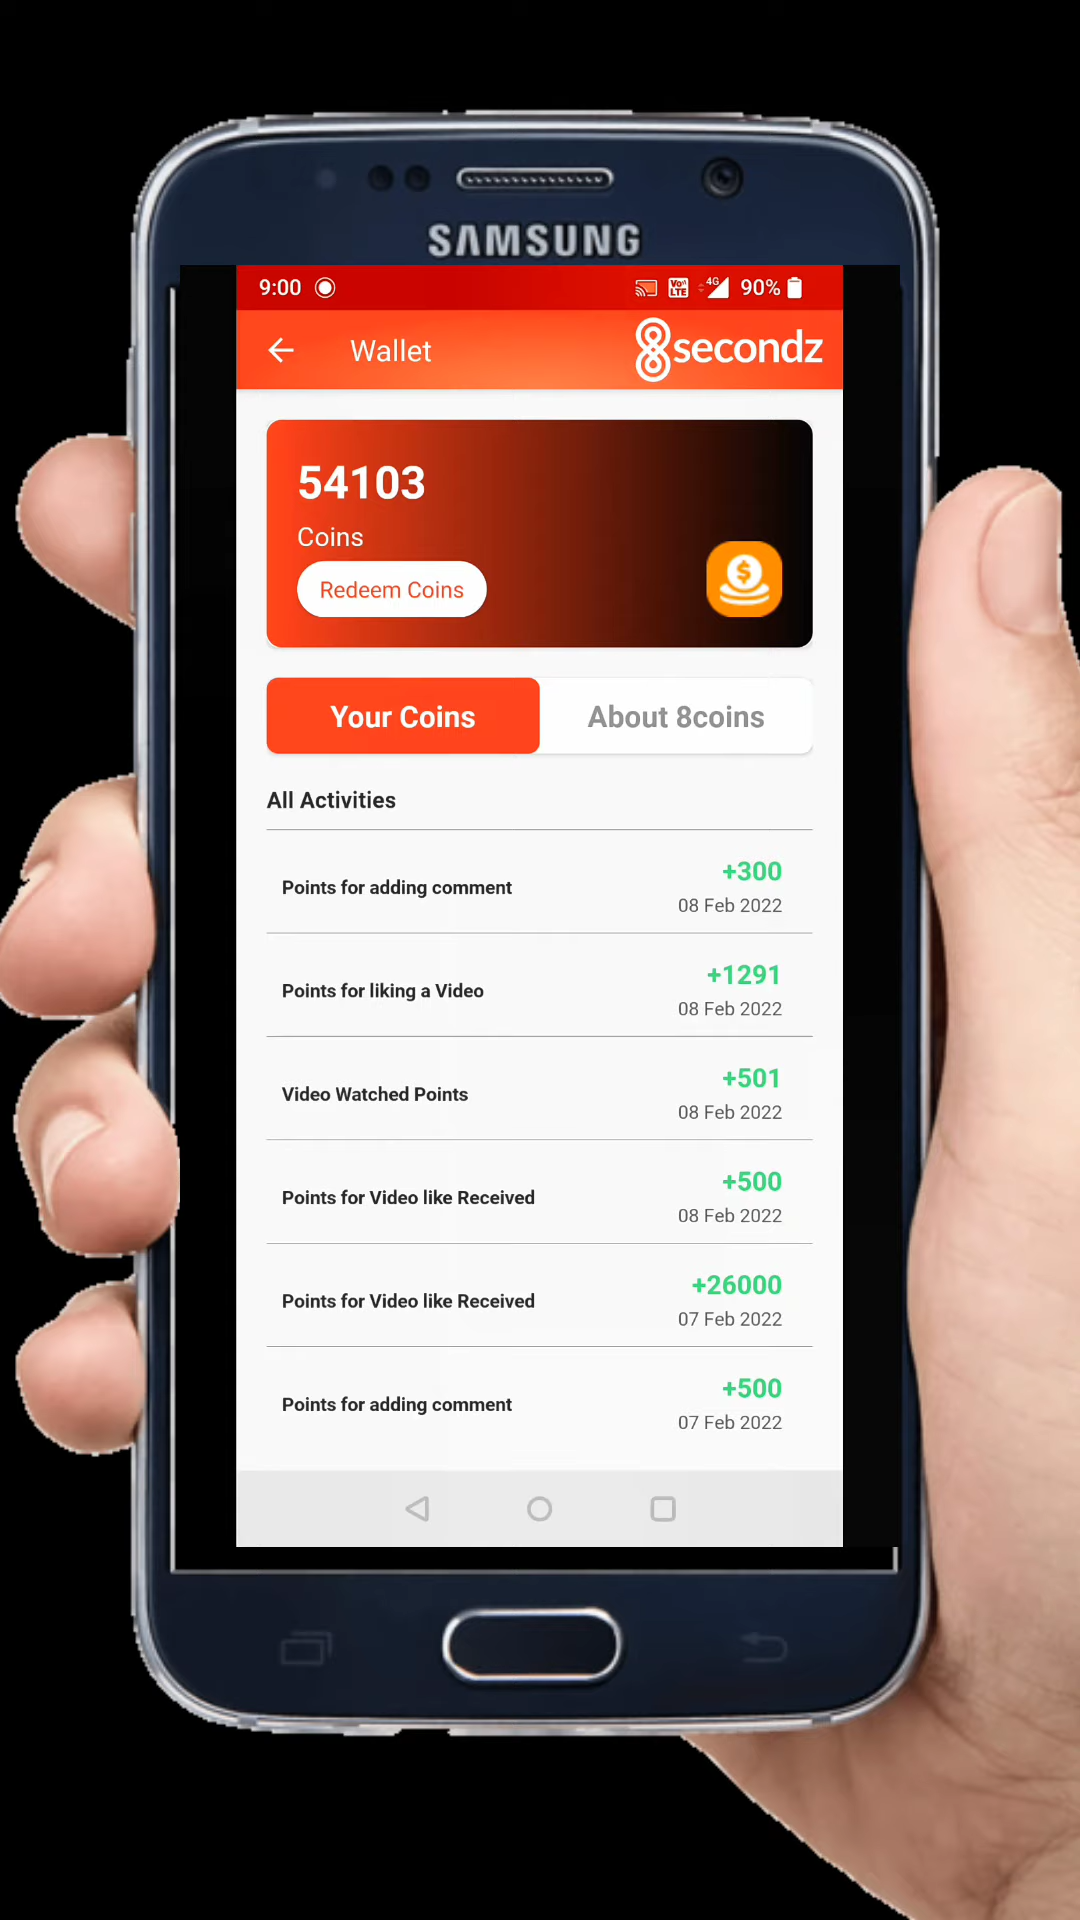 SAMSUNG
9:00 4G 90%
Vo LTE
Wallet 8secondz
54103
Coins
Redeem Coins
Your Coins About 8coins
All Activities
Points for adding comment +300
08 Feb 2022
Points for liking a Video +1291
08 Feb 2022
Video Watched Points +501
08 Feb 2022
Points for Video like Received +500
08 Feb 2022
Points for Video like Received +26000
07 Feb 2022
Points for adding comment +500
07 Feb 2022